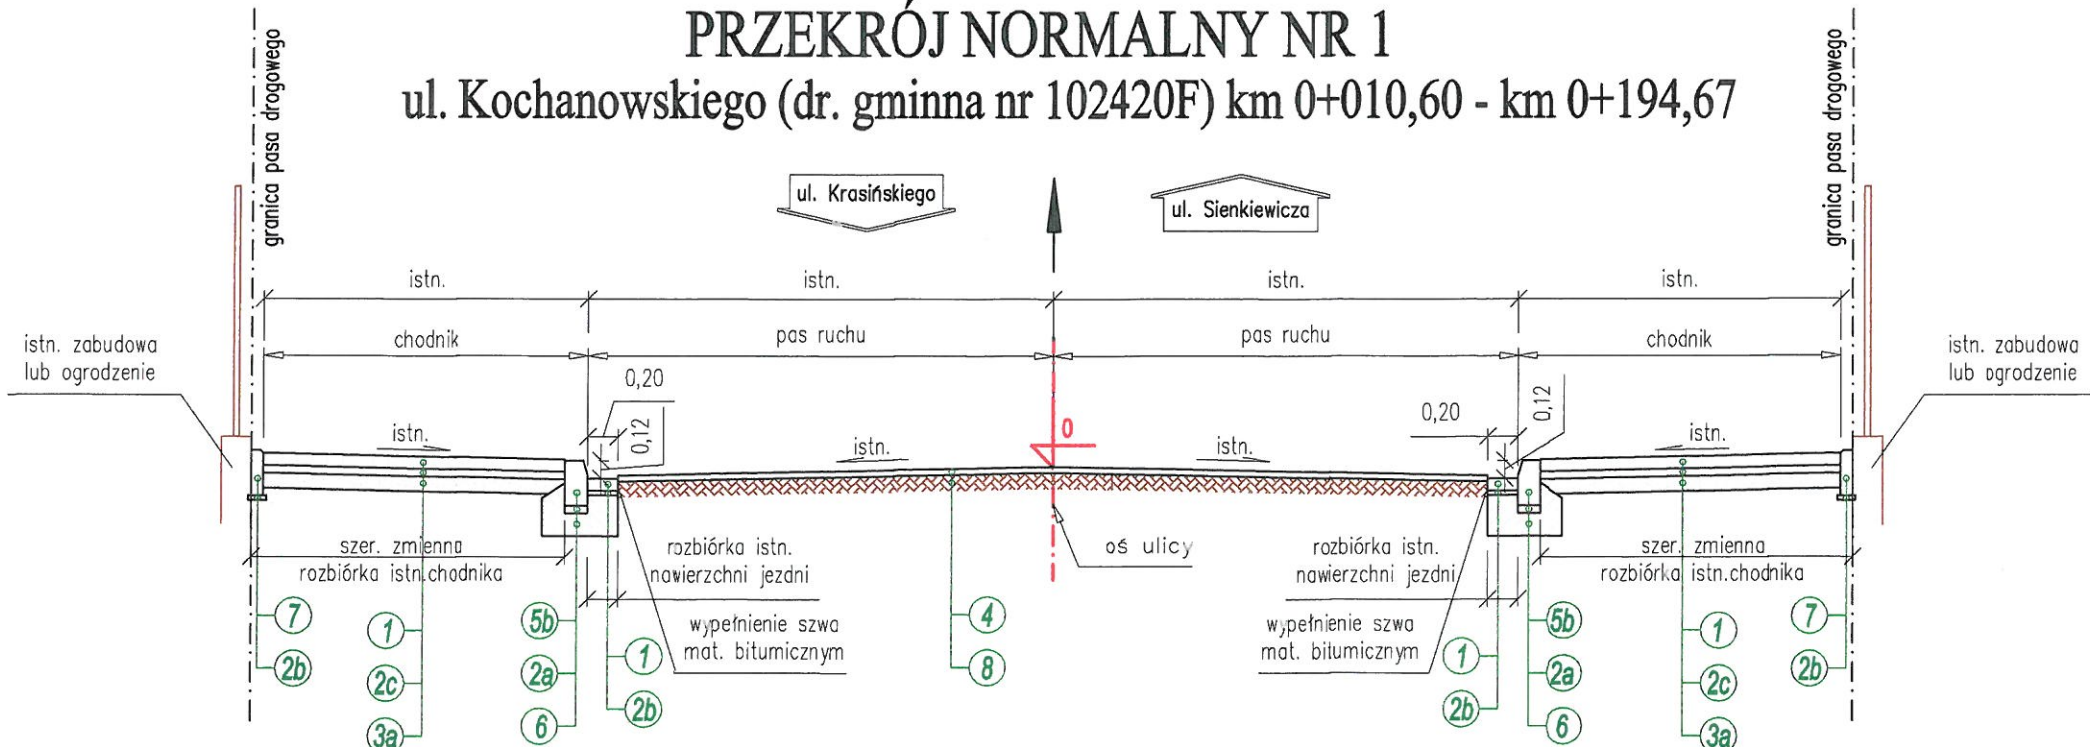 PRZEKRÓJ NORMALNY NR 1
ul. Kochanowskiego (dr. gminna nr 102420F) km 0+010,60 - km 0+194,67
granica pasa drogowego
granica pasa drogowego
ul. Krasińskiego
ul. Sienkiewicza
istn.
istn.
istn.
istn.
chodnik
pas ruchu
pas ruchu
chodnik
istn. zabudowa
lub ogrodzenie
istn. zabudowa
lub ogrodzenie
0,20
0,12
0,20
0,12
0
istn.
istn.
istn.
istn.
szer. zmienna
rozbiórka istn.chodnika
rozbiórka istn.
nawierzchni jezdni
oś ulicy
rozbiórka istn.
nawierzchni jezdni
szer. zmienna
rozbiórka istn.chodnika
wypełnienie szwa
mat. bitumicznym
wypełnienie szwa
mat. bitumicznym
7
2b
1
2c
3a
5b
2a
6
1
2b
4
8
1
2b
5b
2a
6
1
2c
3a
7
2b